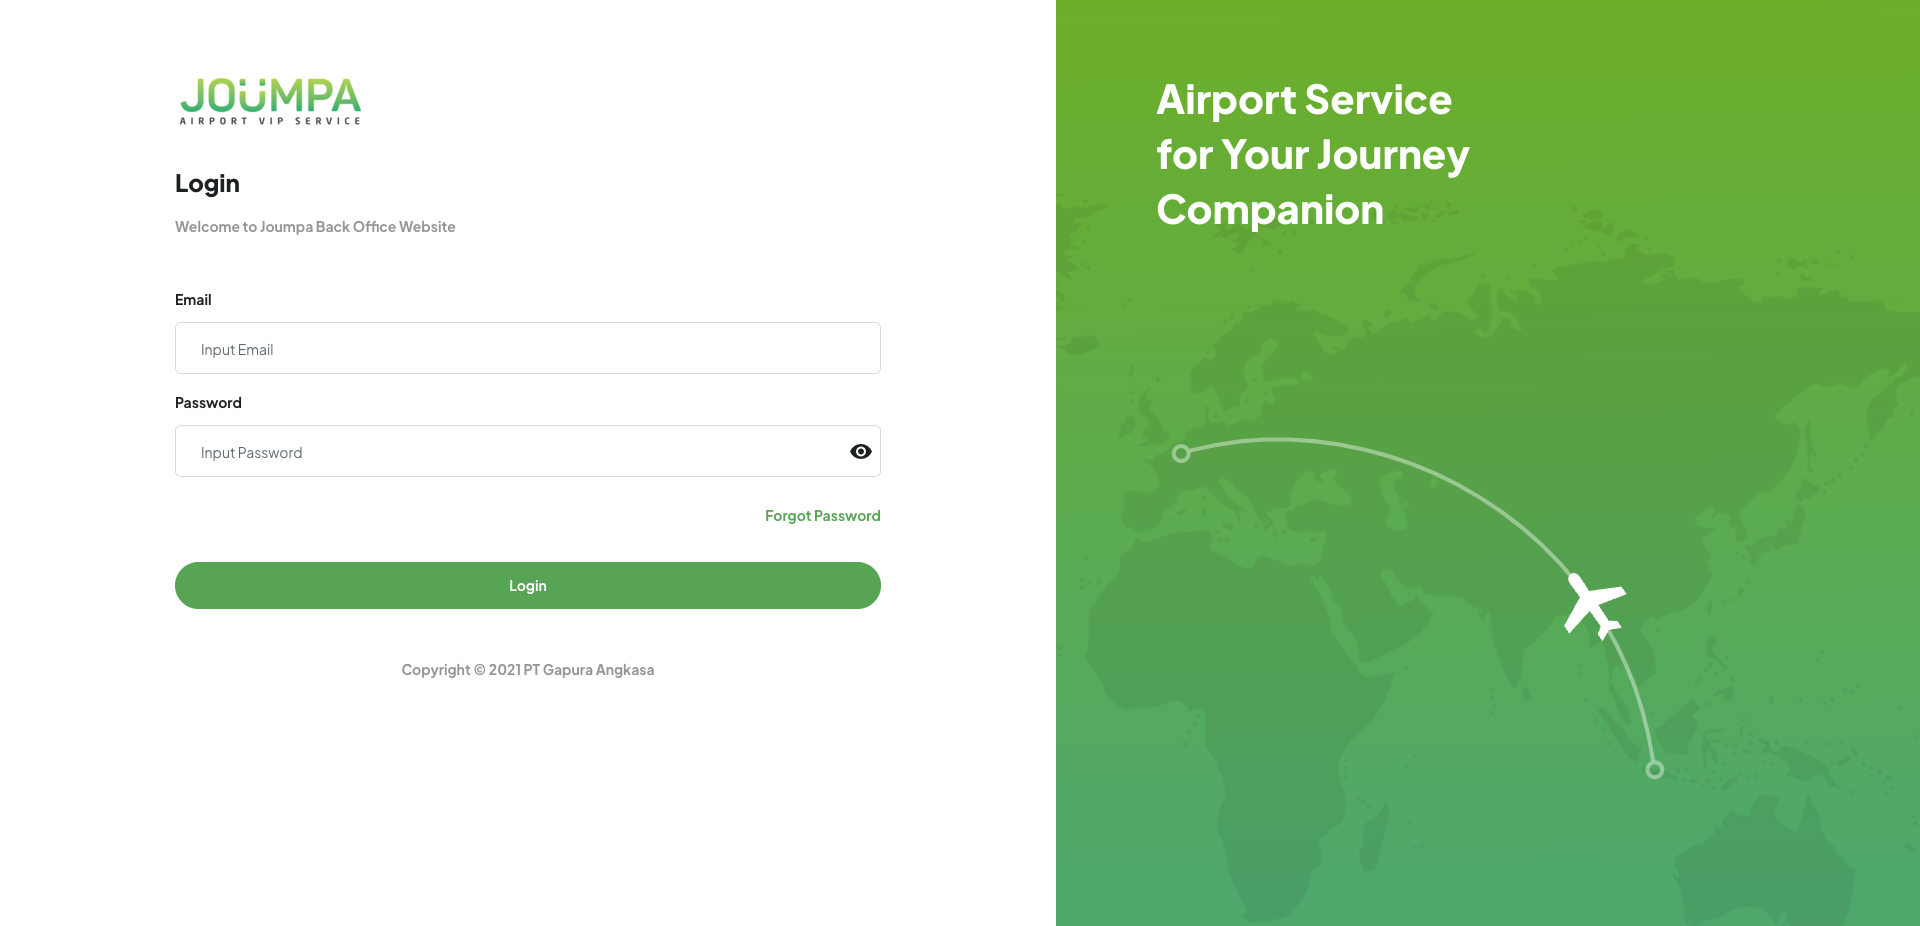 JOÜMPA
AIRPORT VIP SERVICE
Login
Welcome to Joumpa Back Office Website
Email
Input Email
Password
Input Password
Forgot Password
Login
Copyright © 2021 PT Gapura Angkasa
Airport Service
for Your Journey
Companion